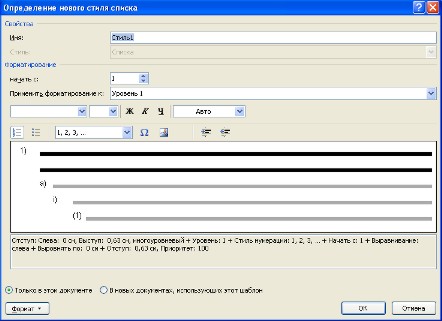 Определение нового стиля списка
Свойства
Имя: Стиль1
Стиль: Списка
Форматирование
начать с: 1
Применить форматирование к: Уровень 1
Ж К Ч Авто
1, 2, 3, ... Ω
1)
a)
i)
(1)
Отступ: Слева: 0 см, Выступ: 0,63 см, многоуровневый + Уровень: 1 + Стиль нумерации: 1, 2, 3, ... + Начать с: 1 + Выравнивание:
слева + Выровнять по: 0 см + Отступ: 0,63 см, Приоритет: 100
Только в этом документе В новых документах, использующих этот шаблон
Формат ОК Отмена